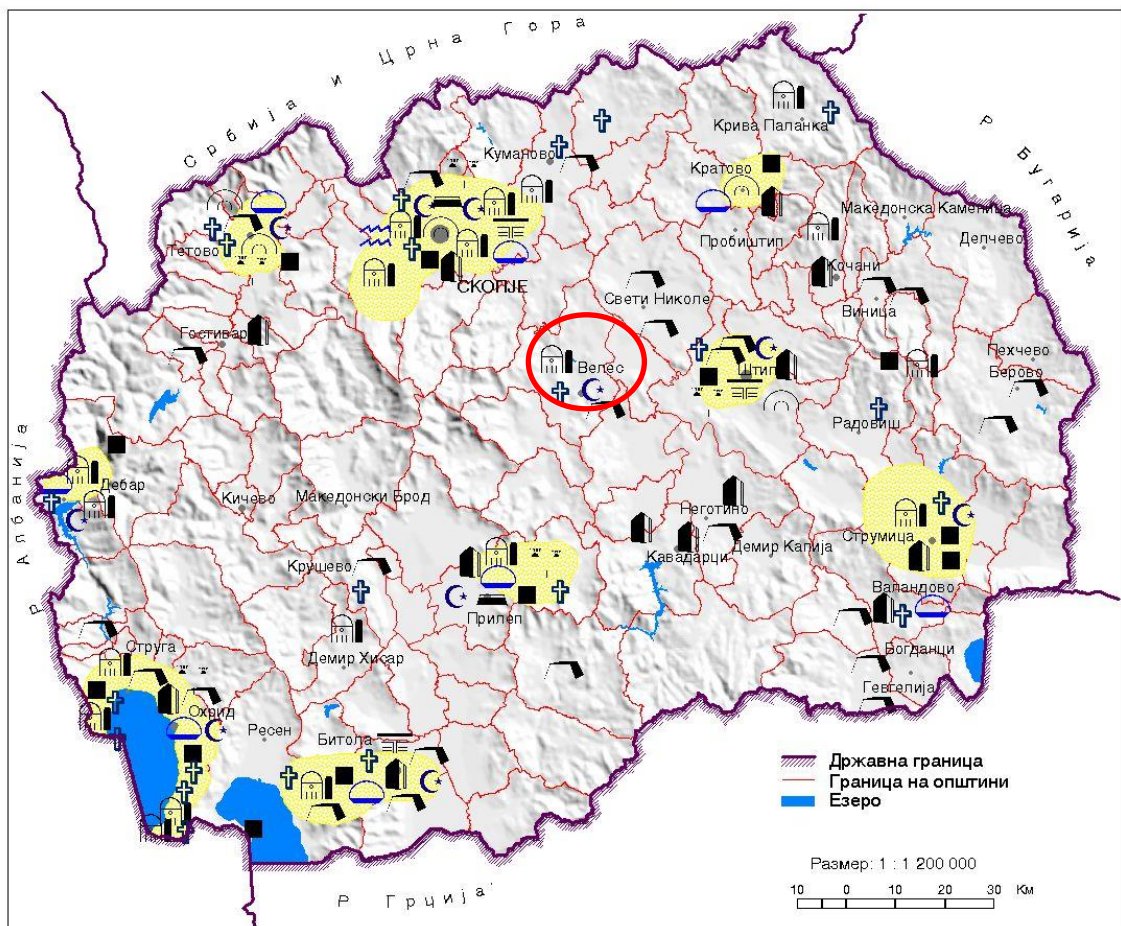 Србија и Црна Гора
Крива Паланка
Куманово
Кратово
Р Бугарија
Македонска Каменица
Делчево
Пробиштип
Тетово
Кочани
СКОПЈЕ
Свети Николе
Виница
Гостивар
Велес
Штип
Пехчево
Берово
Радовиш
Р Албанија
Дебар
Кичево
Македонски Брод
Неготино
Струмица
Кавадарци
Демир Капија
Крушево
Валандово
Прилеп
Струга
Демир Хисар
Богданци
Гевгелија
Охрид
Ресен
Битола
Државна граница
Граница на општини
Езеро
Размер: 1 : 1 200 000
10 0 10 20 30 Км
Р Грција